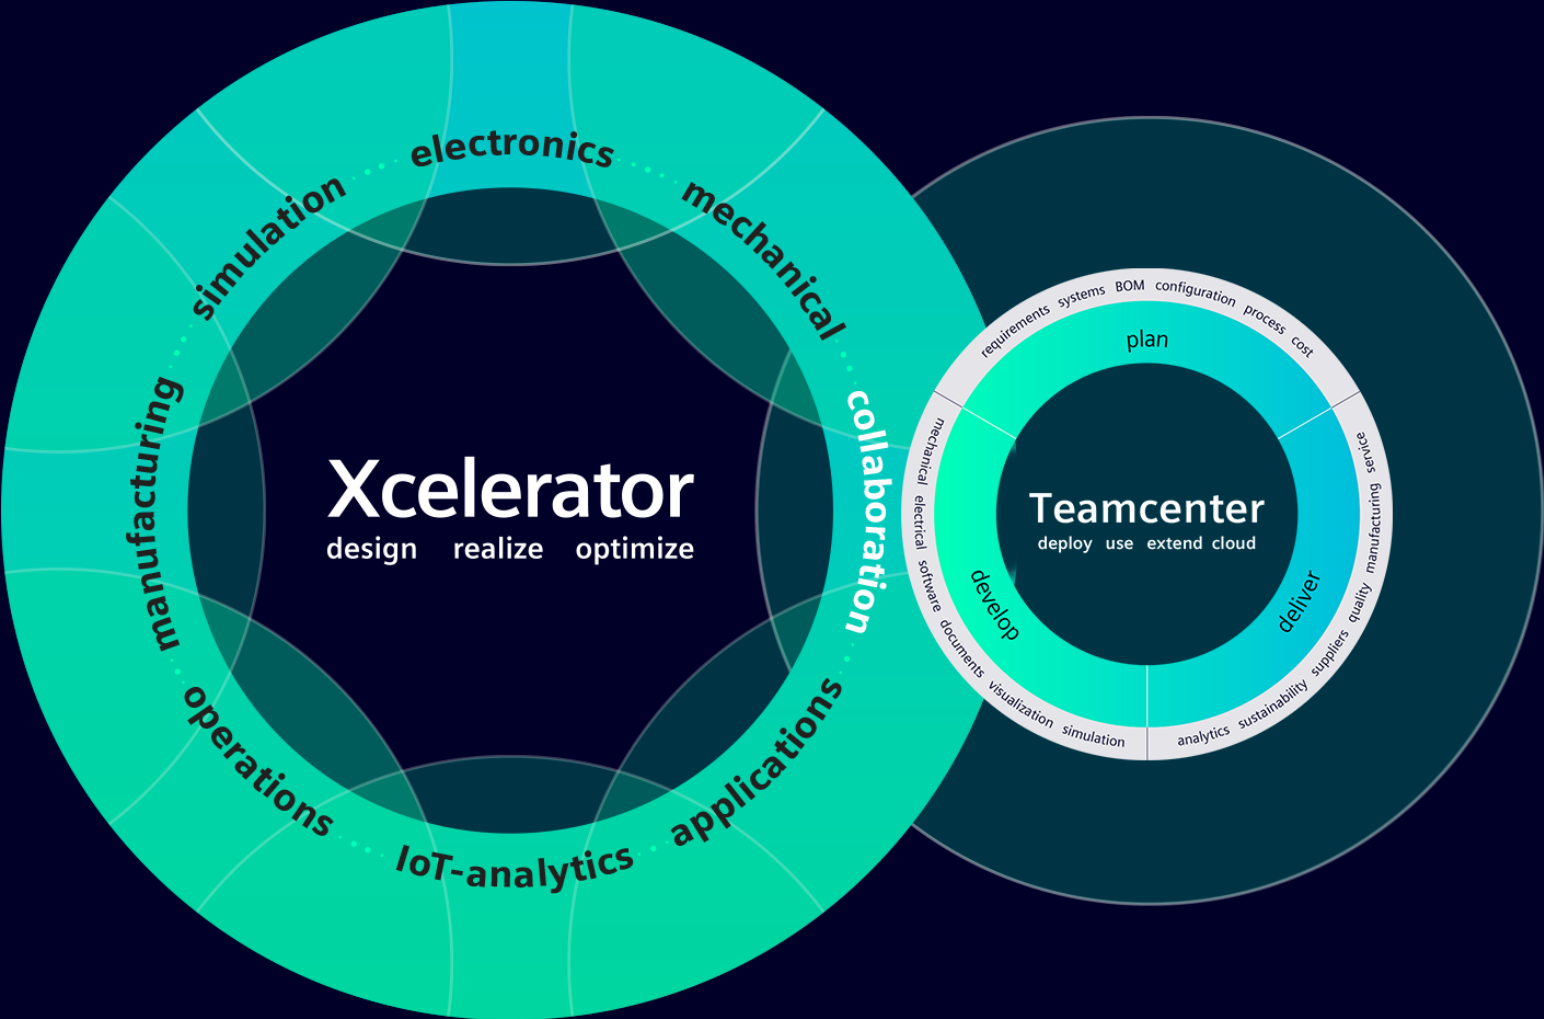 electronics
mechanical
collaboration
applications
IoT-analytics
operations
manufacturing
simulation
Xcelerator
design realize optimize
requirements systems BOM configuration process cost
service manufacturing quality suppliers sustainability analytics
mechanical electrical software documents visualization simulation
plan
deliver
develop
Teamcenter
deploy use extend cloud